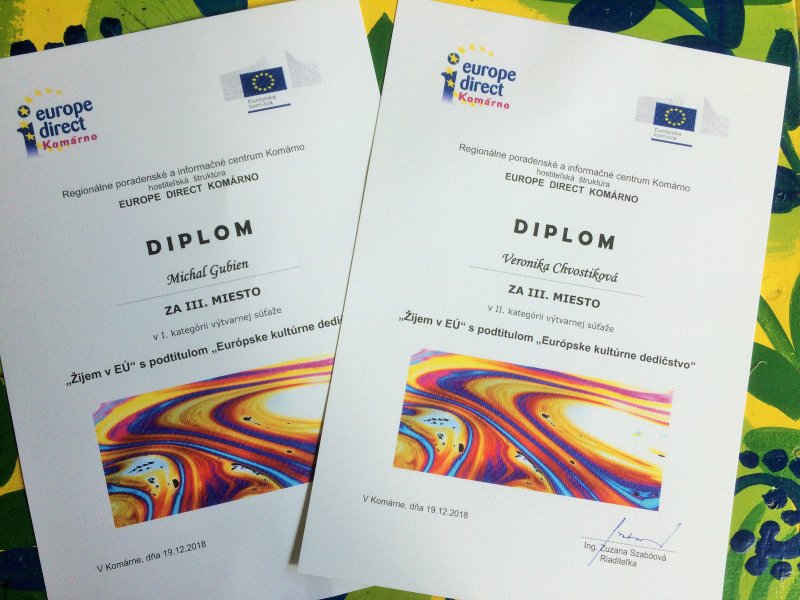 europe
direct
Komárno
Európska
komisia
Regionálne poradenské a informačné centrum Komárno
hostiteľská štruktúra
EUROPE DIRECT KOMÁRNO
DIPLOM
Michal Gubien
ZA III. MIESTO
v I. kategórii výtvarnej súťaže
„Žijem v EÚ“ s podtitulom „Európske kultúrne dedič
V Komárne, dňa 19.12.2018
europe
direct
Komárno
Európska
komisia
Regionálne poradenské a informačné centrum Komárno
hostiteľská štruktúra
EUROPE DIRECT KOMÁRNO
DIPLOM
Veronika Chvostiková
ZA III. MIESTO
v II. kategórii výtvarnej súťaže
„Žijem v EÚ“ s podtitulom „Európske kultúrne dedičstvo“
V Komárne, dňa 19.12.2018
Ing. Zuzana Szabóová
Riaditeľka